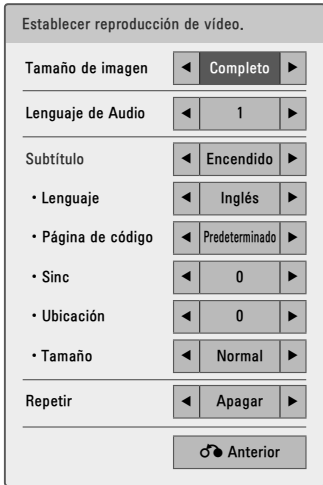 Establecer reproducción de vídeo.
Tamaño de imagen ◀ Completo ▶
Lenguaje de Audio ◀ 1 ▶
Subtítulo ◀ Encendido ▶
• Lenguaje ◀ Inglés ▶
• Página de código ◀ Predeterminado ▶
• Sinc ◀ 0 ▶
• Ubicación ◀ 0 ▶
• Tamaño ◀ Normal ▶
Repetir ◀ Apagar ▶
Anterior